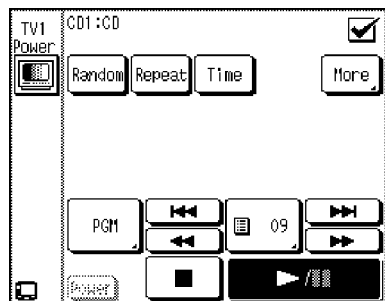 TV1
Power
CD1:CD
Random Repeat Time More
PGM 09
Power